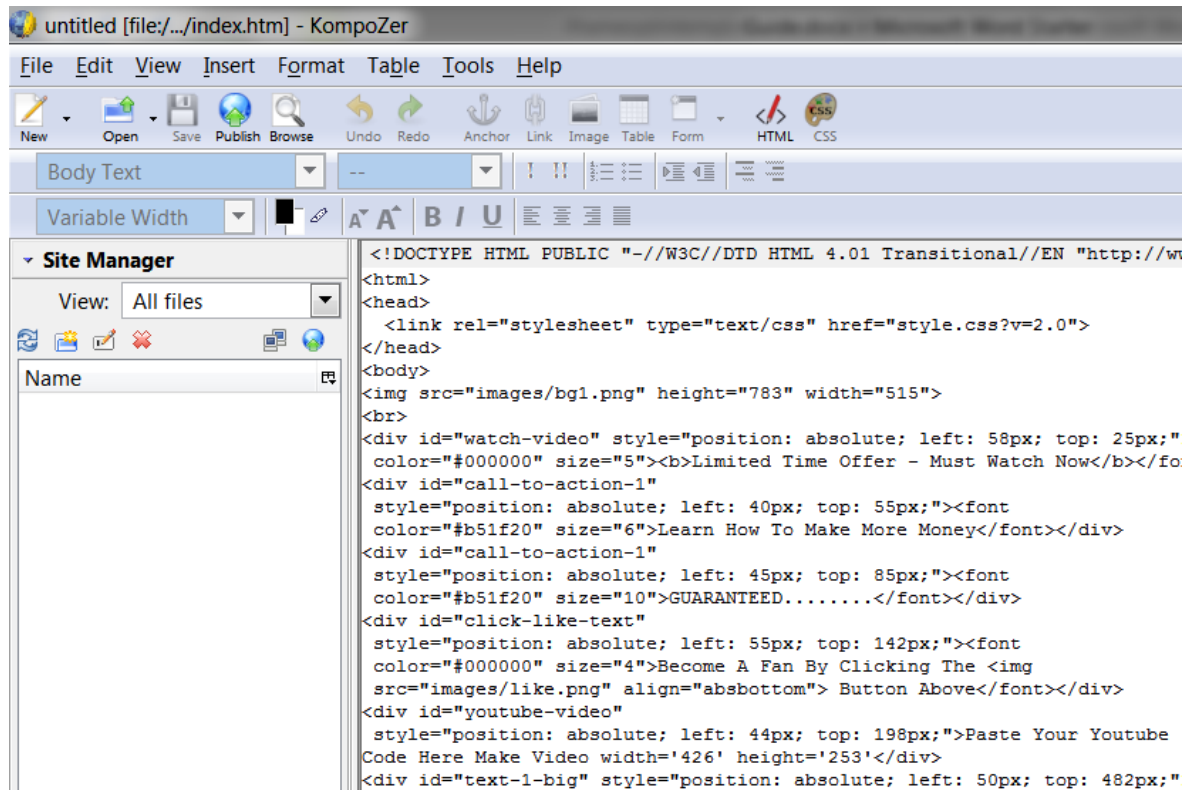 untitled [file:/.../index.htm] - KompoZer
File Edit View Insert Format Table Tools Help
New Open Save Publish Browse Undo Redo Anchor Link Image Table Form HTML CSS
Body Text --
Variable Width A A B I U
Site Manager
View: All files
Name
<!DOCTYPE HTML PUBLIC "-//W3C//DTD HTML 4.01 Transitional//EN "http://ww
<html>
<head>
<link rel="stylesheet" type="text/css" href="style.css?v=2.0">
</head>
<body>
<img src="images/bg1.png" height="783" width="515">
<br>
<div id="watch-video" style="position: absolute; left: 58px; top: 25px;"
color="#000000" size="5"><b>Limited Time Offer - Must Watch Now</b></fo
<div id="call-to-action-1"
style="position: absolute; left: 40px; top: 55px;"><font
color="#b51f20" size="6">Learn How To Make More Money</font></div>
<div id="call-to-action-1"
style="position: absolute; left: 45px; top: 85px;"><font
color="#b51f20" size="10">GUARANTEED........</font></div>
<div id="click-like-text"
style="position: absolute; left: 55px; top: 142px;"><font
color="#000000" size="4">Become A Fan By Clicking The <img
src="images/like.png" align="absbottom"> Button Above</font></div>
<div id="youtube-video"
style="position: absolute; left: 44px; top: 198px;">Paste Your Youtube
Code Here Make Video width='426' height='253'</div>
<div id="text-1-big" style="position: absolute; left: 50px; top: 482px;"